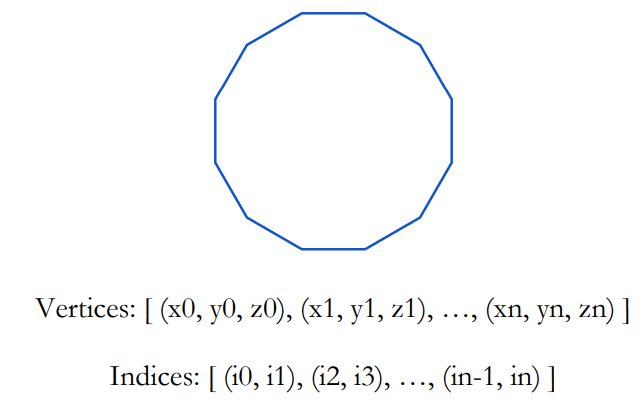 Vertices: [ (x0, y0, z0), (x1, y1, z1), …, (xn, yn, zn) ]
Indices: [ (i0, i1), (i2, i3), …, (in-1, in) ]